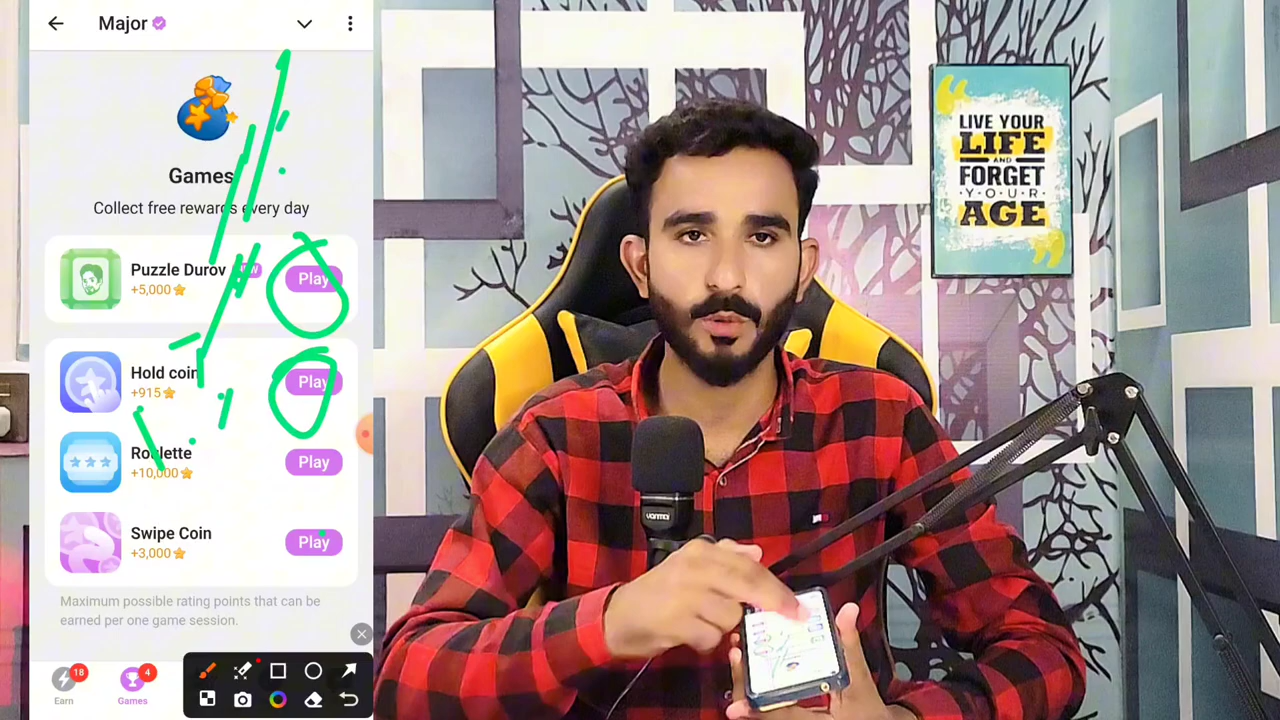 Major
Games
Collect free rewards every day
Puzzle Durov
+5,000
Play
Hold coin
+915
Play
Roulette
+10,000
Play
Swipe Coin
+3,000
Play
Maximum possible rating points that can be
earned per one game session.
18
Earn
4
Games
LIVE YOUR
LIFE
AND
FORGET
YOUR
AGE